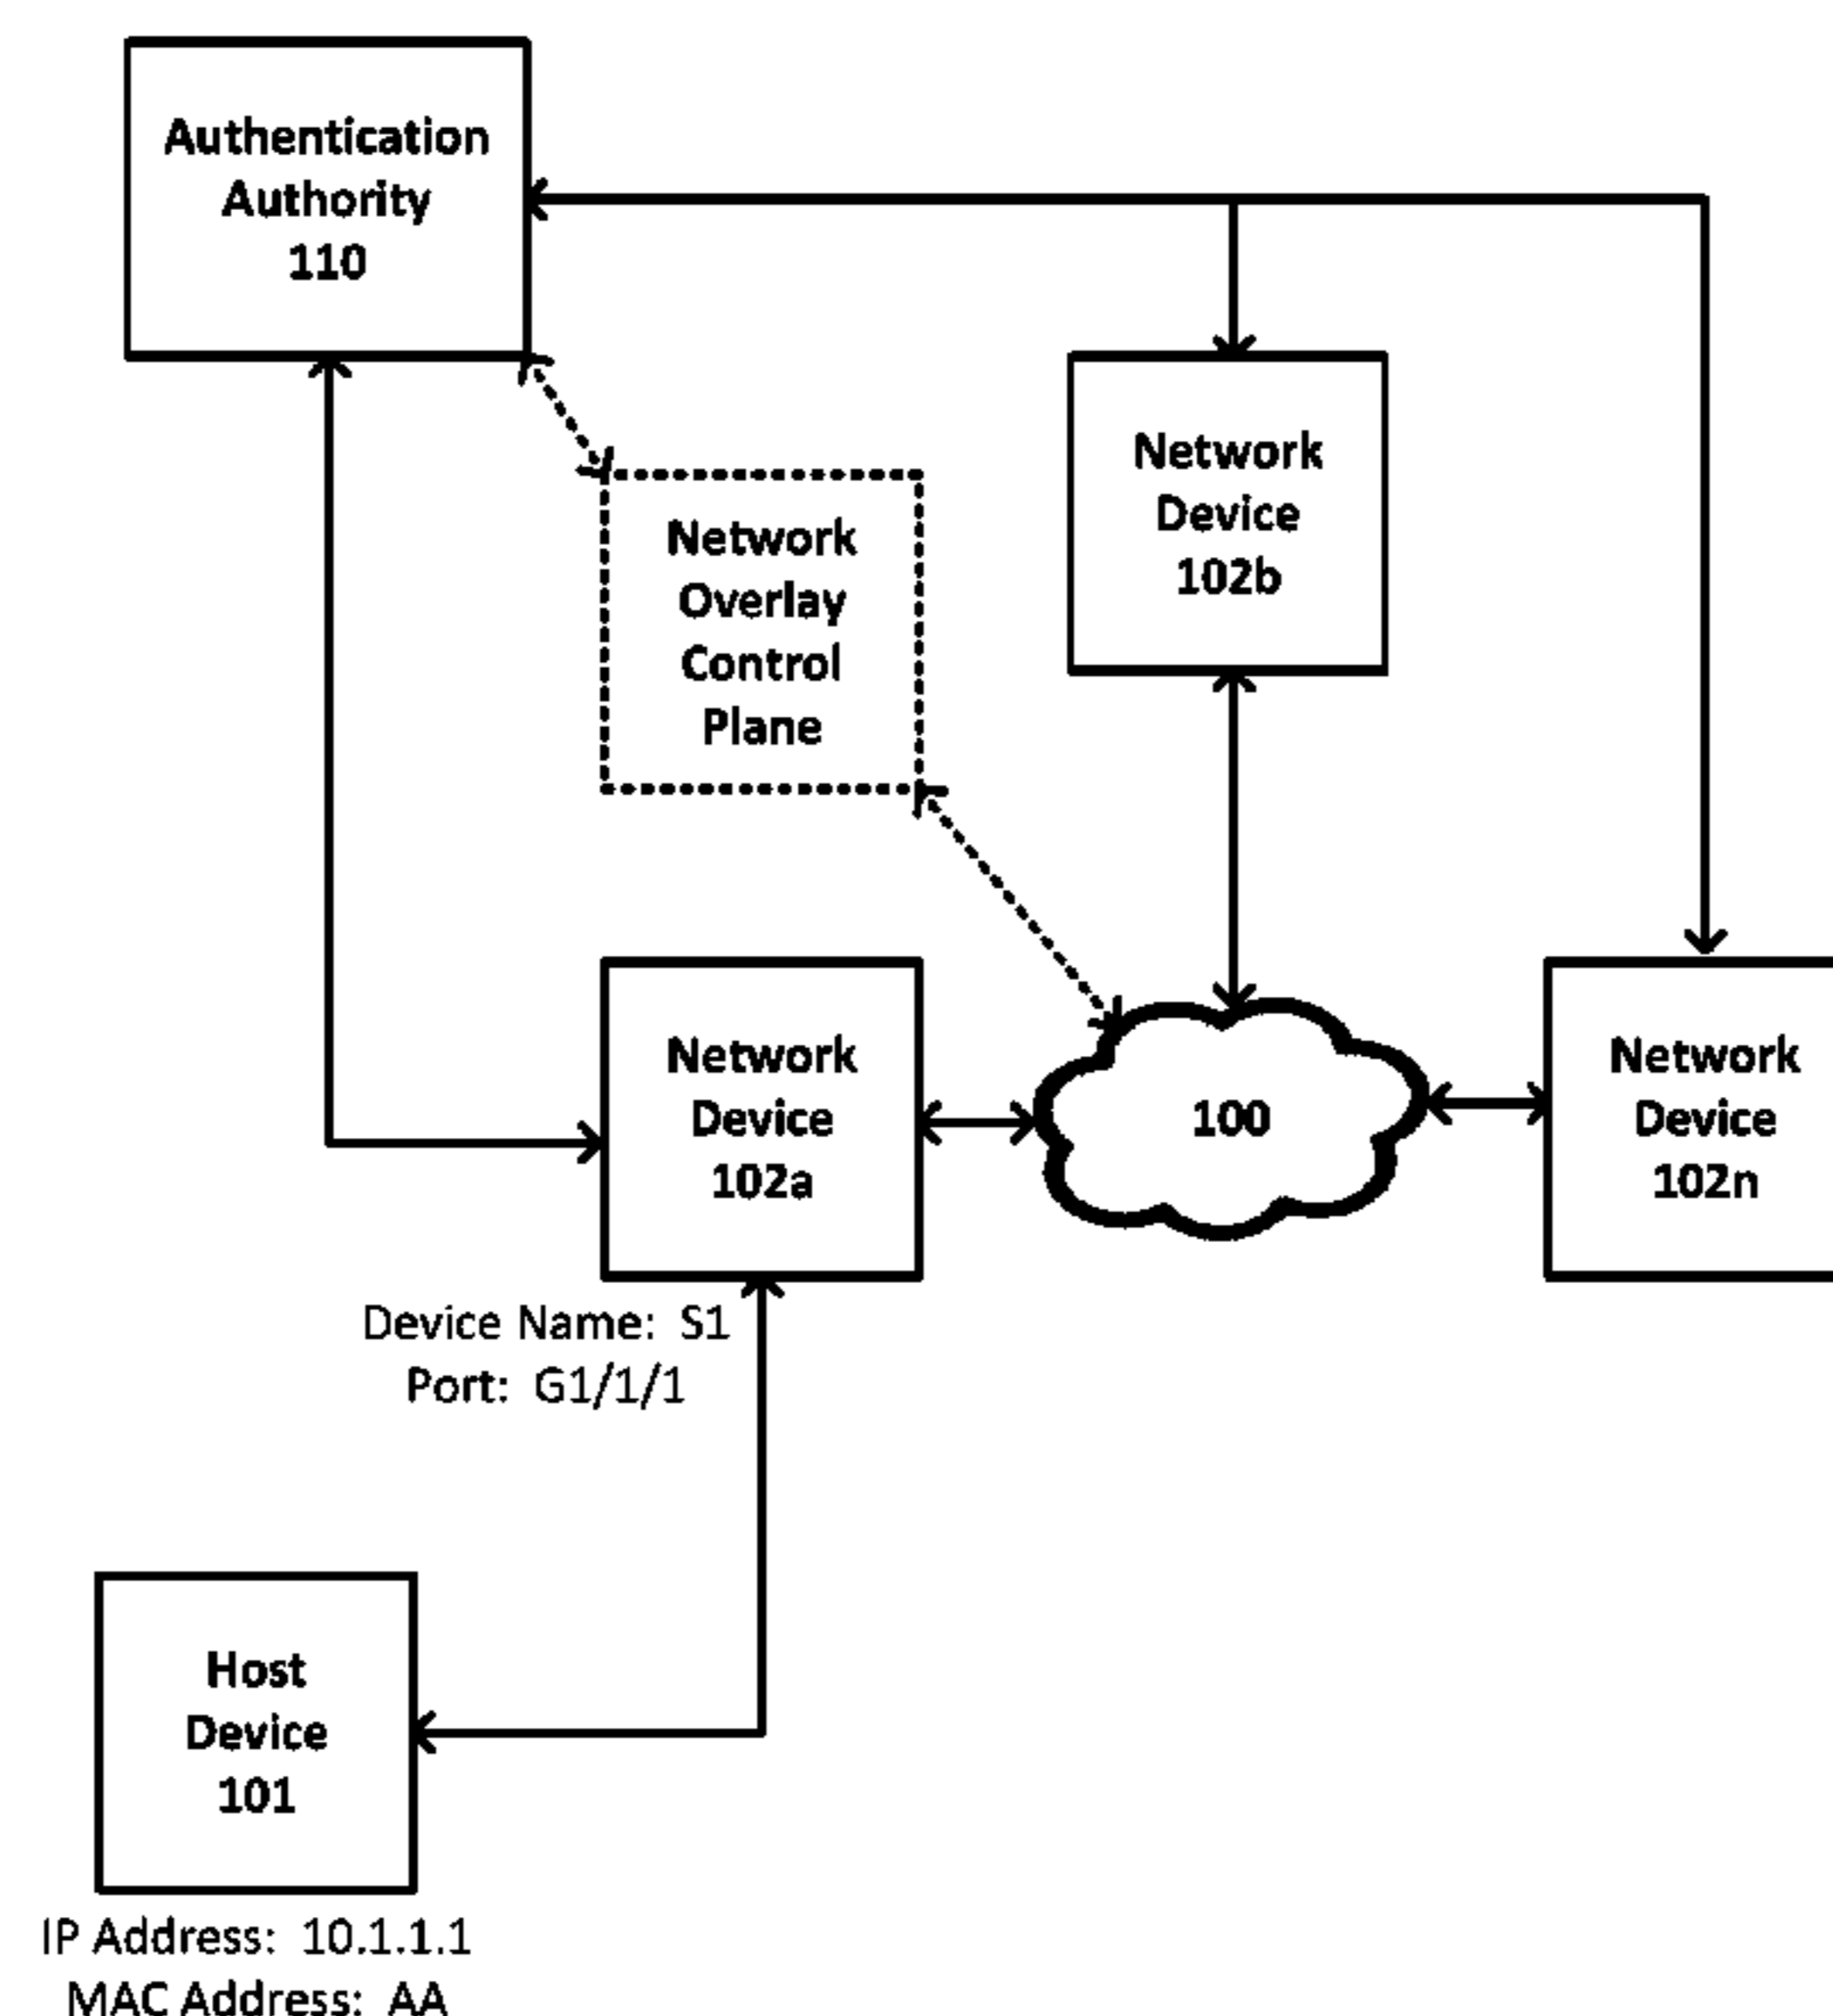 Authentication
Authority
110
Network
Overlay
Control
Plane
Network
Device
102b
Network
Device
102a
100
Network
Device
102n
Device Name: S1
Port: G1/1/1
Host
Device
101
IP Address: 10.1.1.1
MAC Address: AA